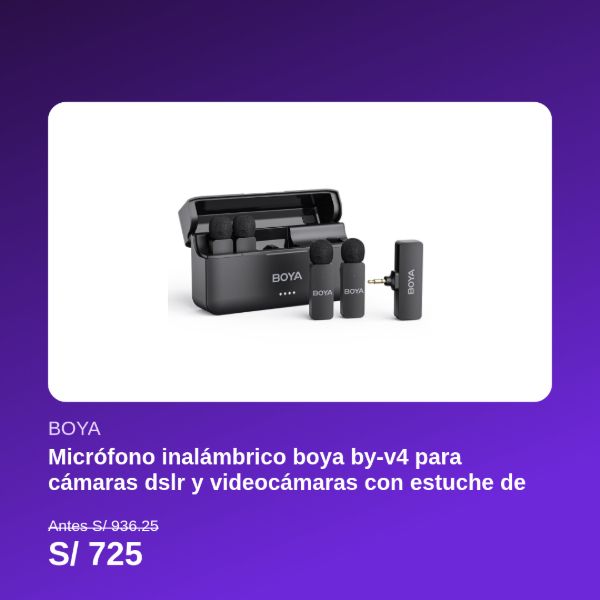 BOYA
BOYA
BOYA
BOYA
BOYA
Micrófono inalámbrico boya by-v4 para
cámaras dslr y videocámaras con estuche de
Antes S/ 936.25
S/ 725